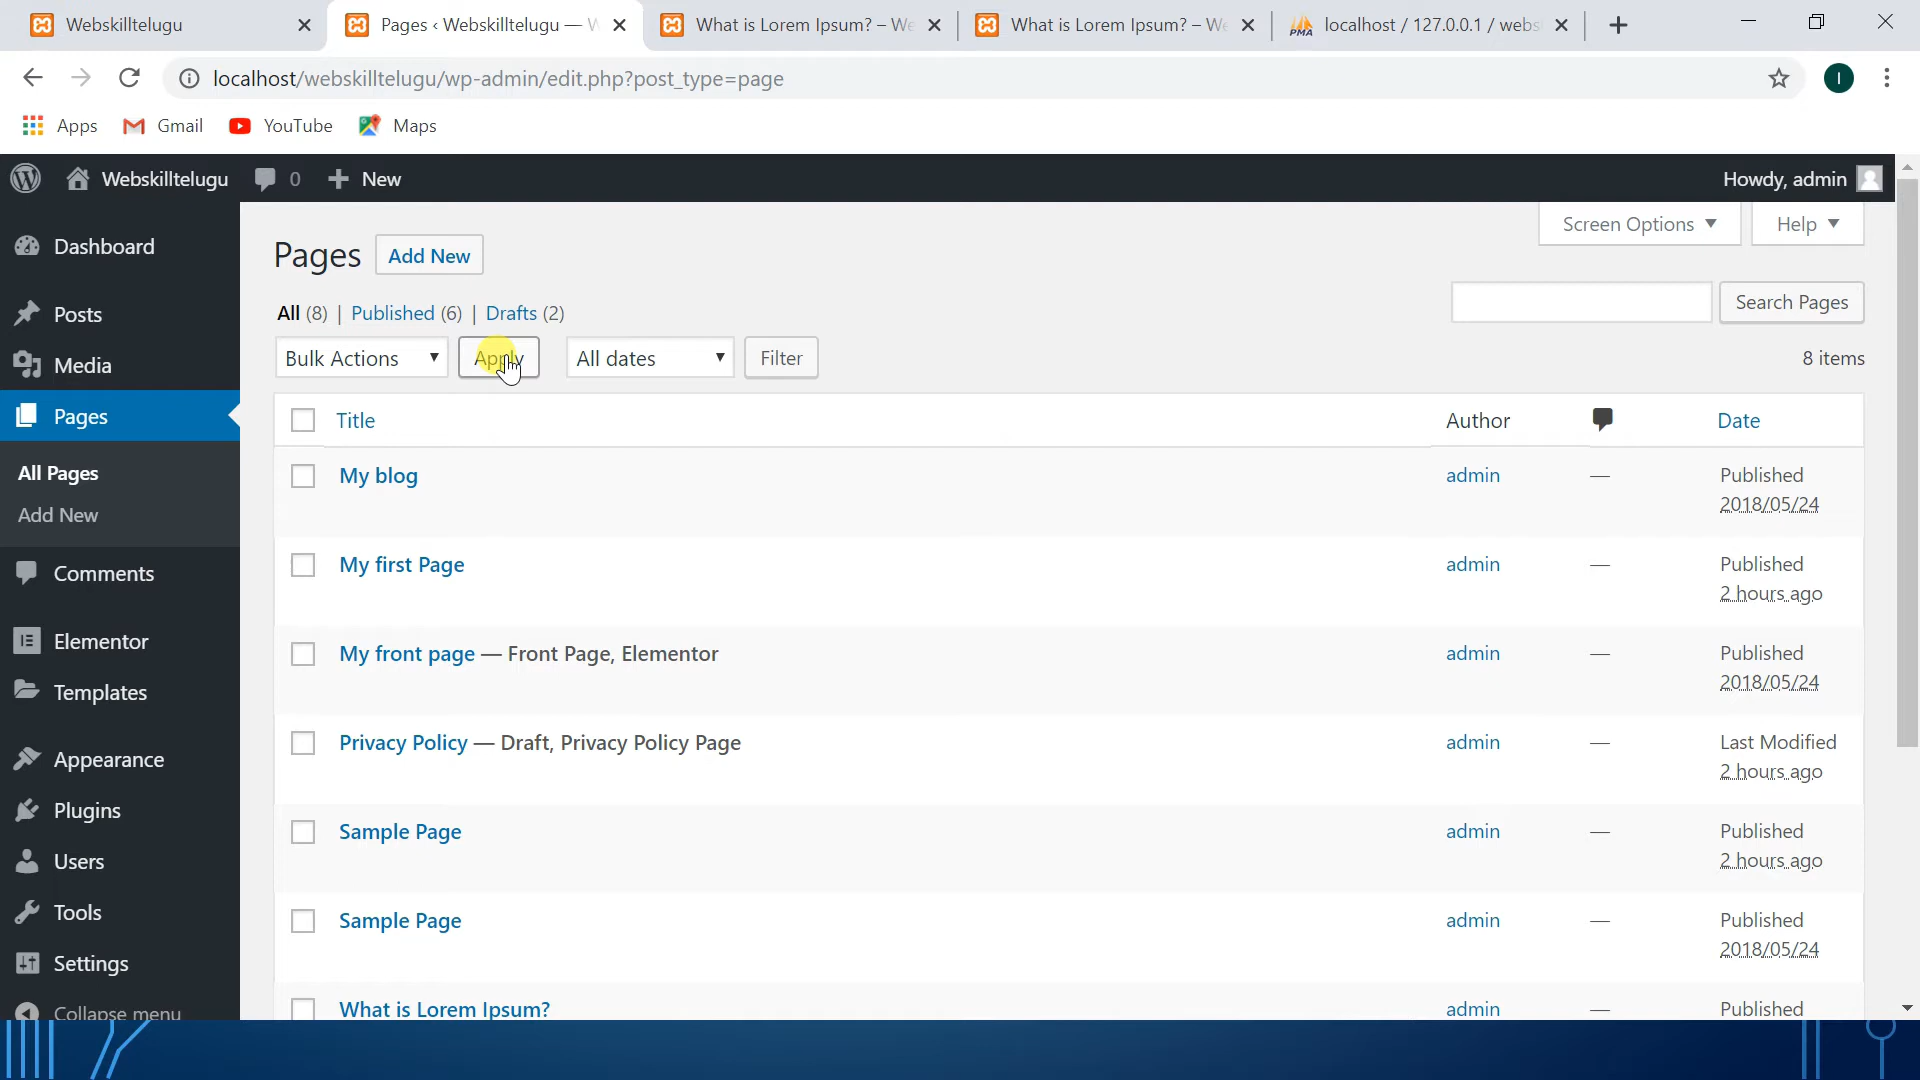 Webskilltelugu
Pages ‹ Webskilltelugu — W
What is Lorem Ipsum? – We
What is Lorem Ipsum? – We
PMA localhost / 127.0.0.1 / webs
localhost/webskilltelugu/wp-admin/edit.php?post_type=page
I
Apps Gmail YouTube Maps
Webskilltelugu 0 New Howdy, admin
Screen Options Help
Dashboard
Posts
Media
Pages
All Pages
Add New
Comments
Elementor
Templates
Appearance
Plugins
Users
Tools
Settings
Collapse menu
Pages Add New
All (8) | Published (6) | Drafts (2)
Search Pages
Bulk Actions Apply All dates Filter 8 items
Title Author Date
My blog admin — Published
2018/05/24
My first Page admin — Published
2 hours ago
My front page — Front Page, Elementor admin — Published
2018/05/24
Privacy Policy — Draft, Privacy Policy Page admin — Last Modified
2 hours ago
Sample Page admin — Published
2 hours ago
Sample Page admin — Published
2018/05/24
What is Lorem Ipsum? admin — Published